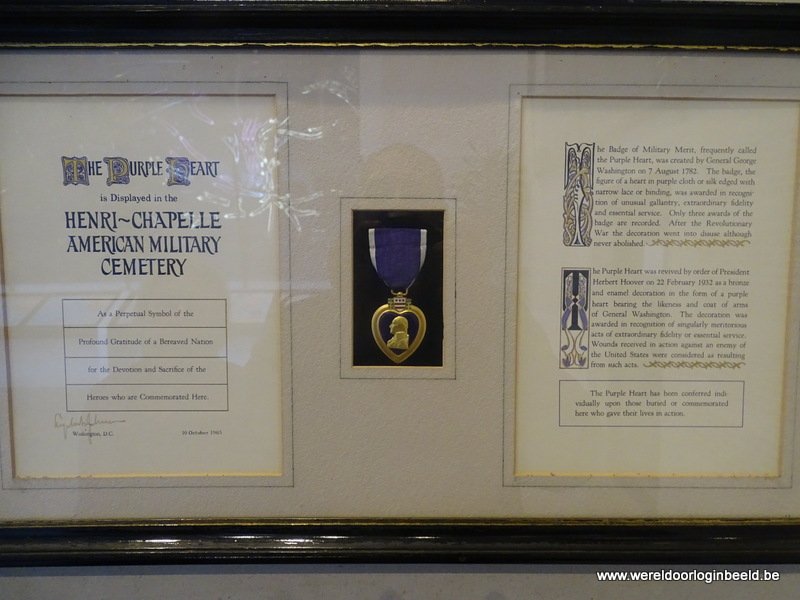 The Purple Heart
is Displayed in the
HENRI~CHAPELLE
AMERICAN MILITARY
CEMETERY
As a Perpetual Symbol of the
Profound Gratitude of a Bereaved Nation
for the Devotion and Sacrifice of the
Heroes who are Commemorated Here.
Washington, D.C. 10 October 1965
The Badge of Military Merit, frequently called
the Purple Heart, was created by General George
Washington on 7 August 1782. The badge, the
figure of a heart in purple cloth or silk edged with
narrow lace or binding, was awarded in recogni-
tion of unusual gallantry, extraordinary fidelity
and essential service. Only three awards of the
badge are recorded. After the Revolutionary
War the decoration went into disuse although
never abolished.
The Purple Heart was revived by order of President
Herbert Hoover on 22 February 1932 as a bronze
and enamel decoration in the form of a purple
heart bearing the likeness and coat of arms
of General Washington. The decoration was
awarded in recognition of singularly meritorious
acts of extraordinary fidelity or essential service.
Wounds received in action against an enemy of
the United States were considered as resulting
from such acts.
The Purple Heart has been conferred indi-
vidually upon those buried or commemorated
here who gave their lives in action.
www.wereldoorloginbeeld.be